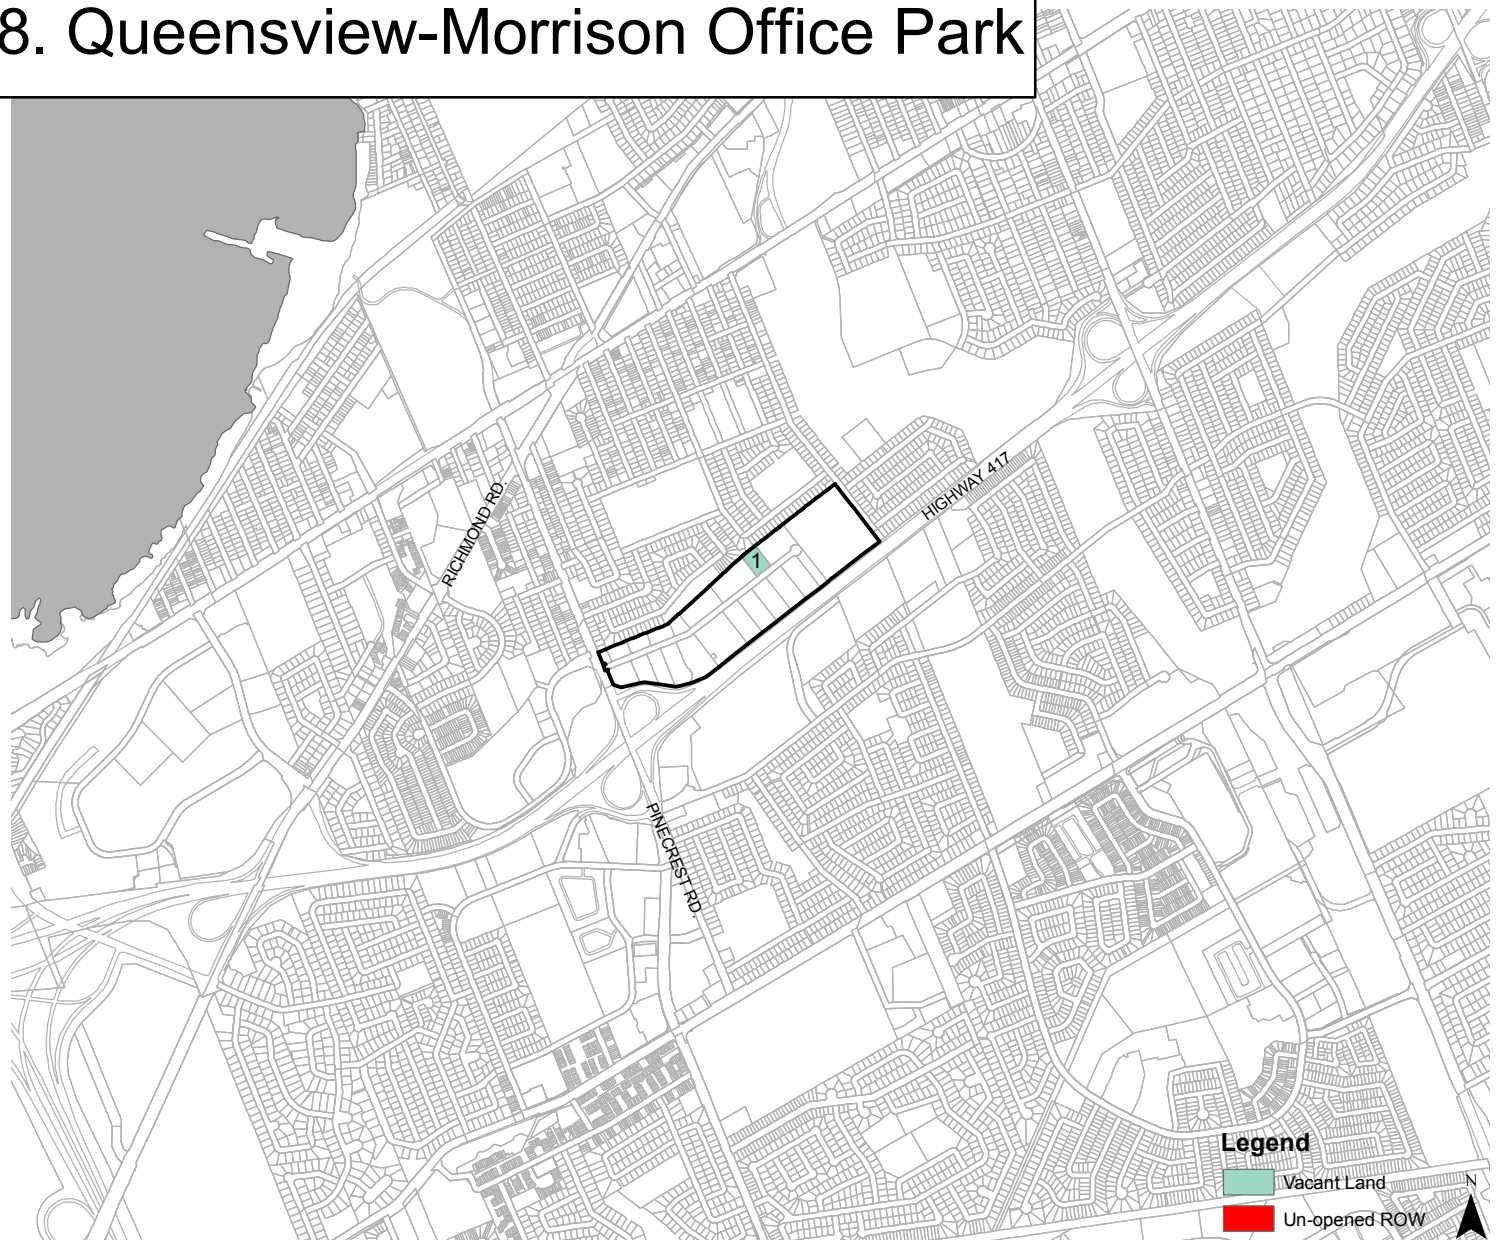 8. Queensview-Morrison Office Park
RICHMOND RD.
HIGHWAY 417
1
PINECREST RD.
Legend
Vacant Land
Un-opened ROW
N